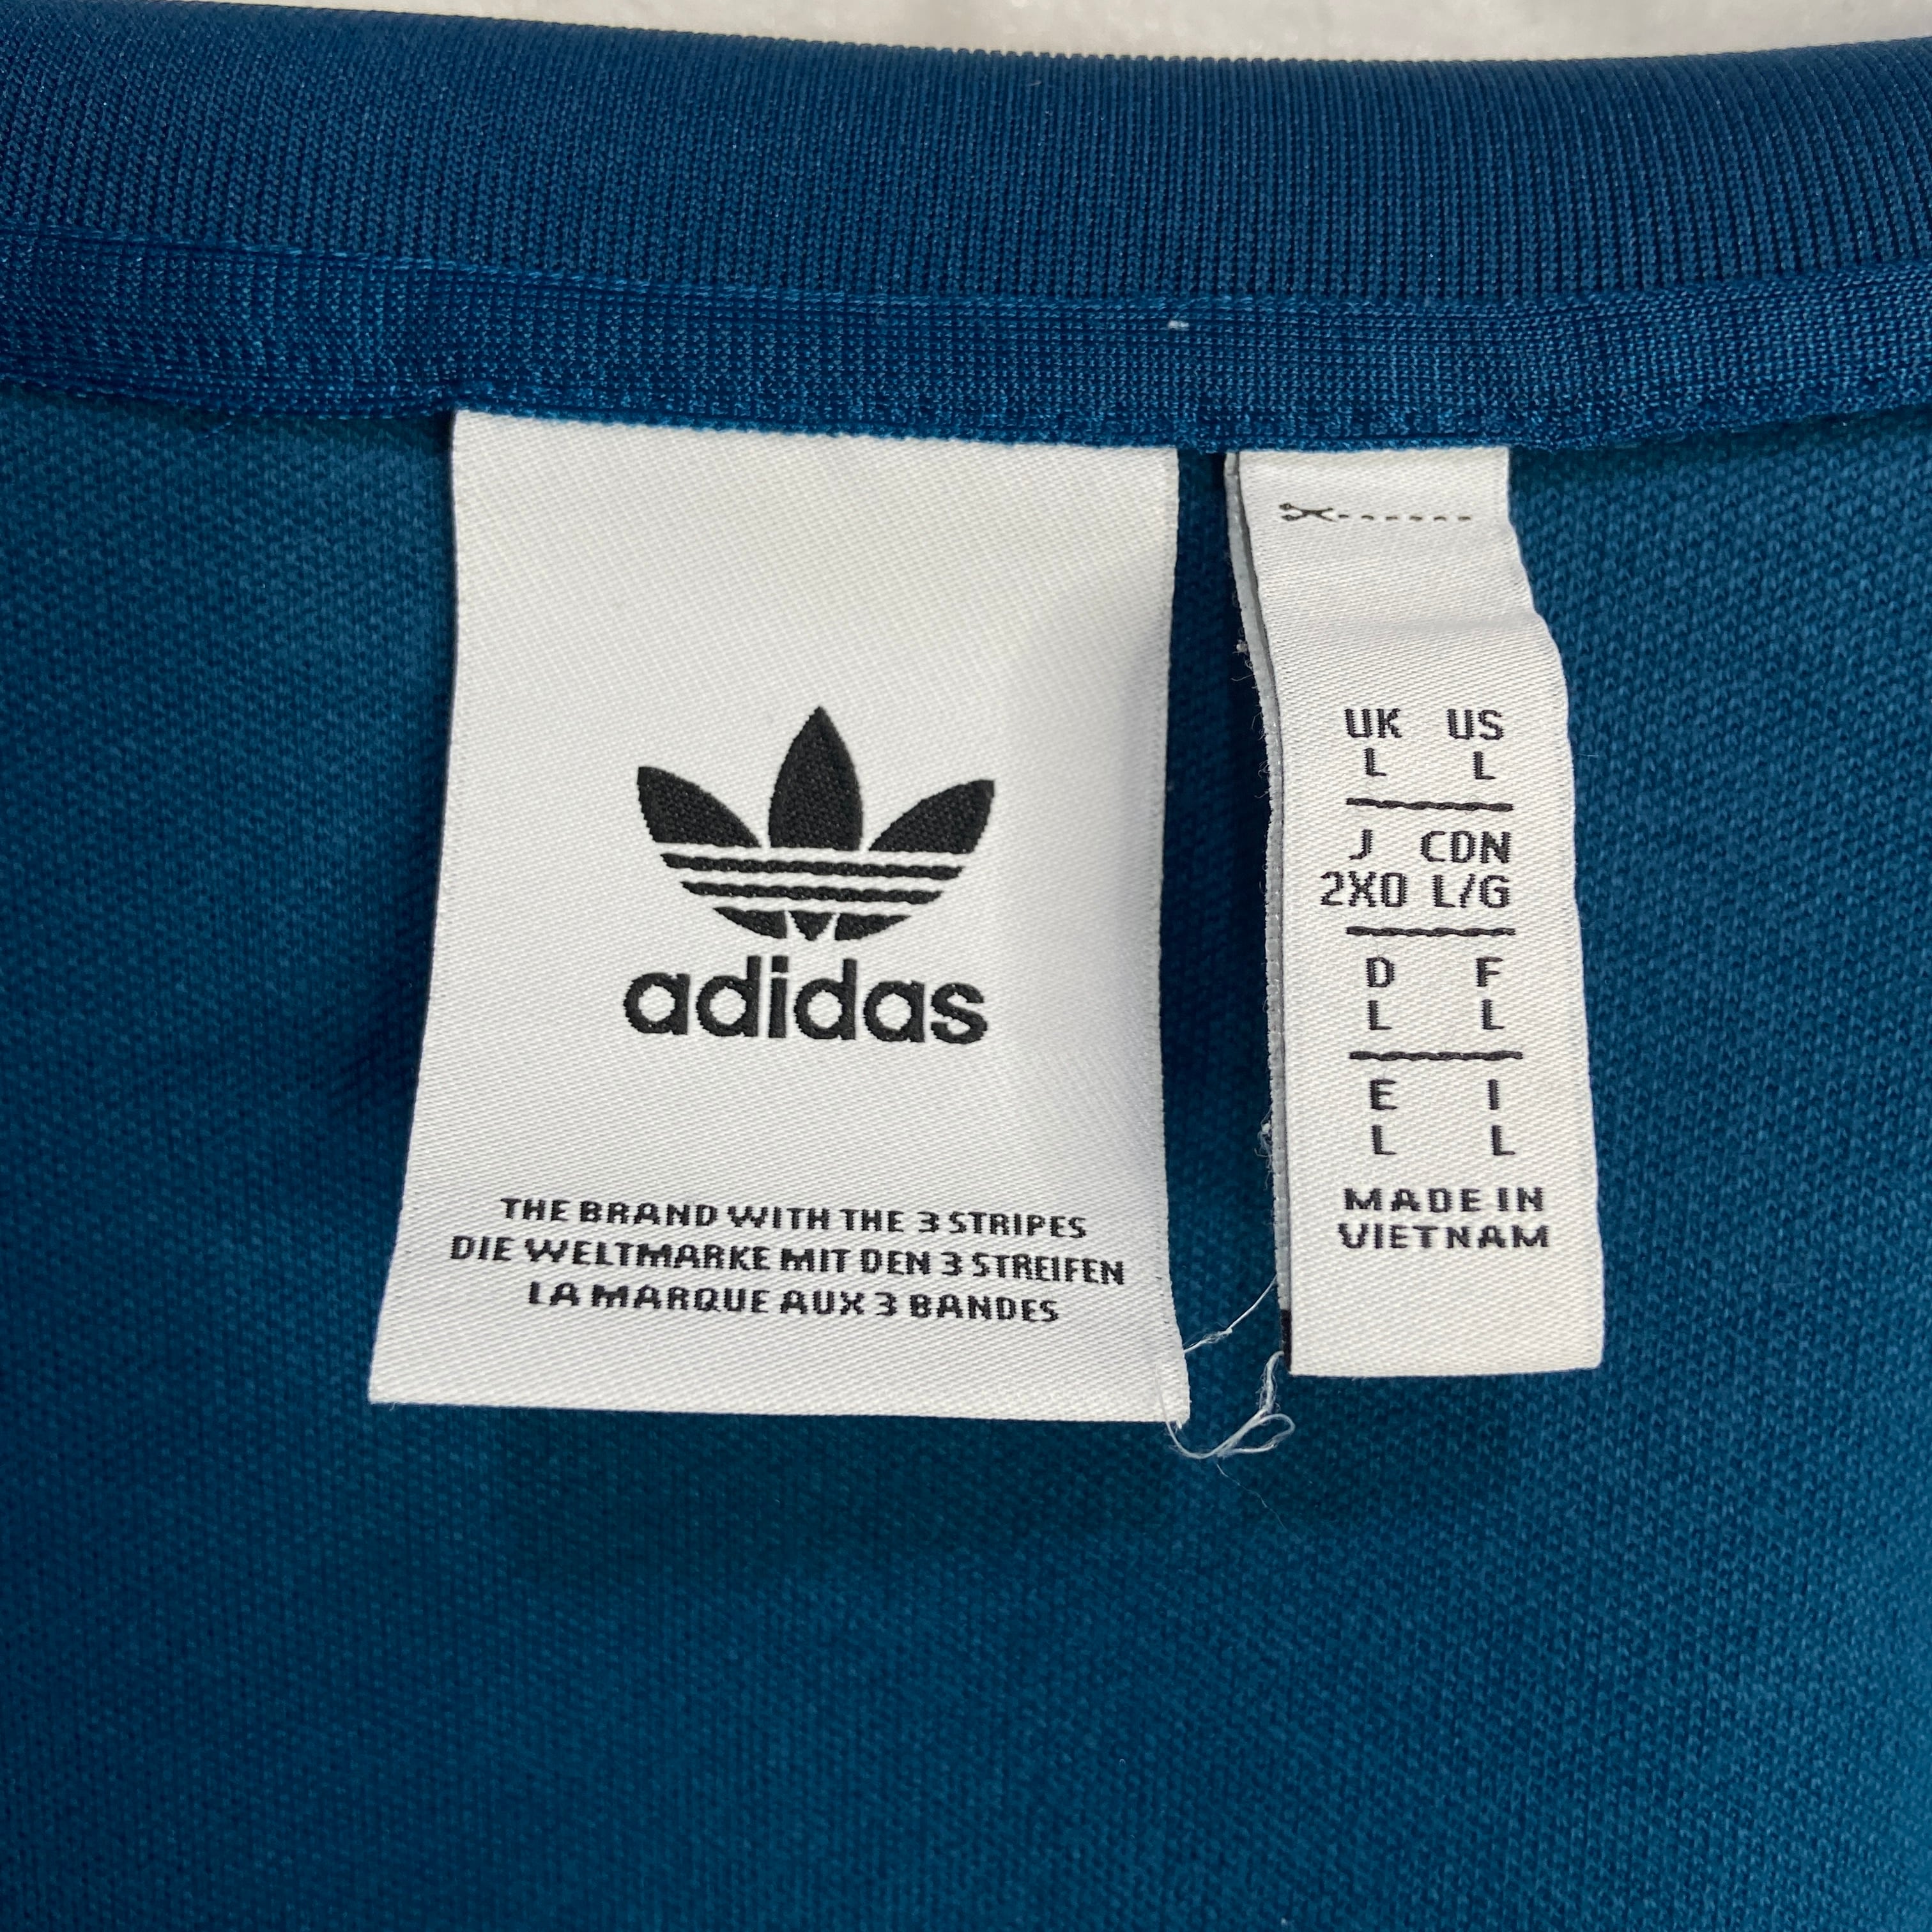 adidas
THE BRAND WITH THE 3 STRIPES
DIE WELTMARKE MIT DEN 3 STREIFEN
LA MARQUE AUX 3 BANDES
UK US
L L
J CDN
2XO L/G
D F
L L
E I
L L
MADE IN
VIETNAM